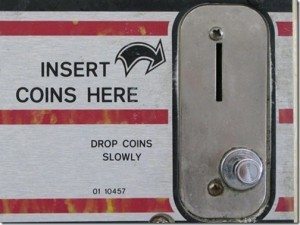 INSERT
COINS HERE
DROP COINS
SLOWLY
01 10457